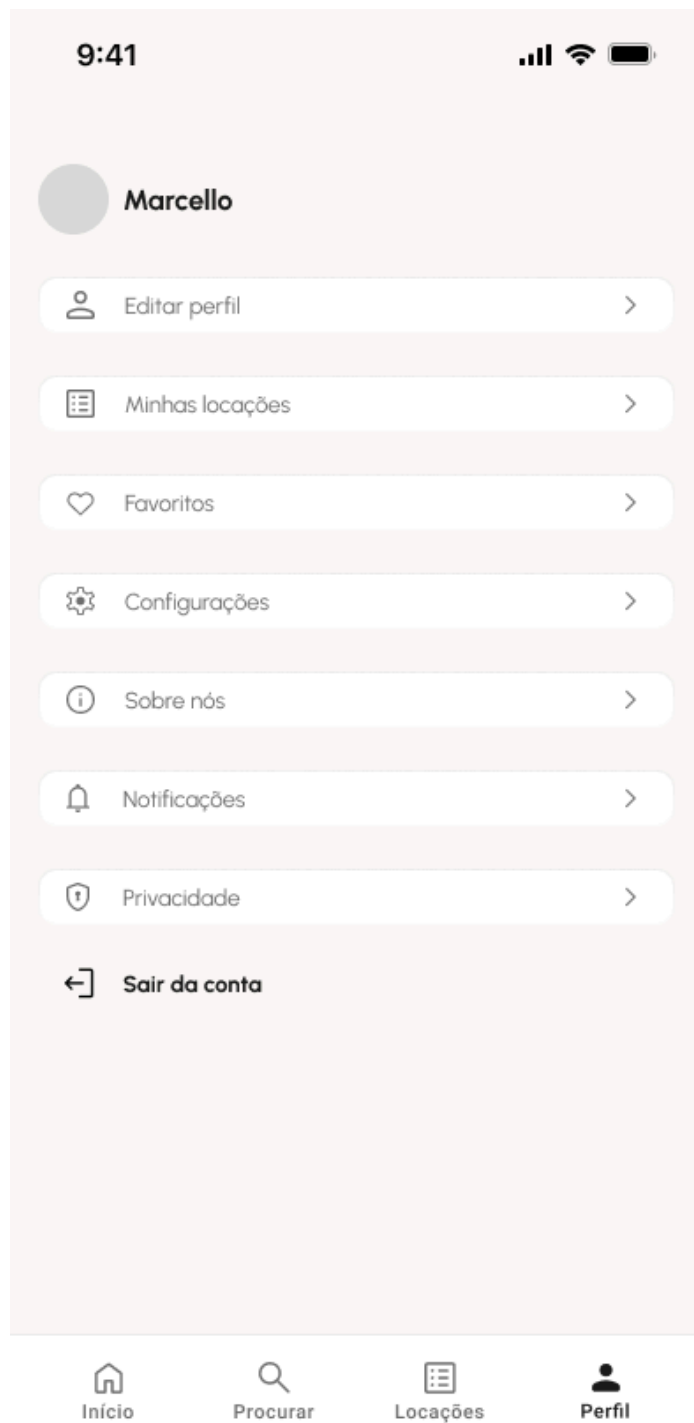 9:41
Marcello
Editar perfil
Minhas locações
Favoritos
Configurações
Sobre nós
Notificações
Privacidade
Sair da conta
Início
Procurar
Locações
Perfil